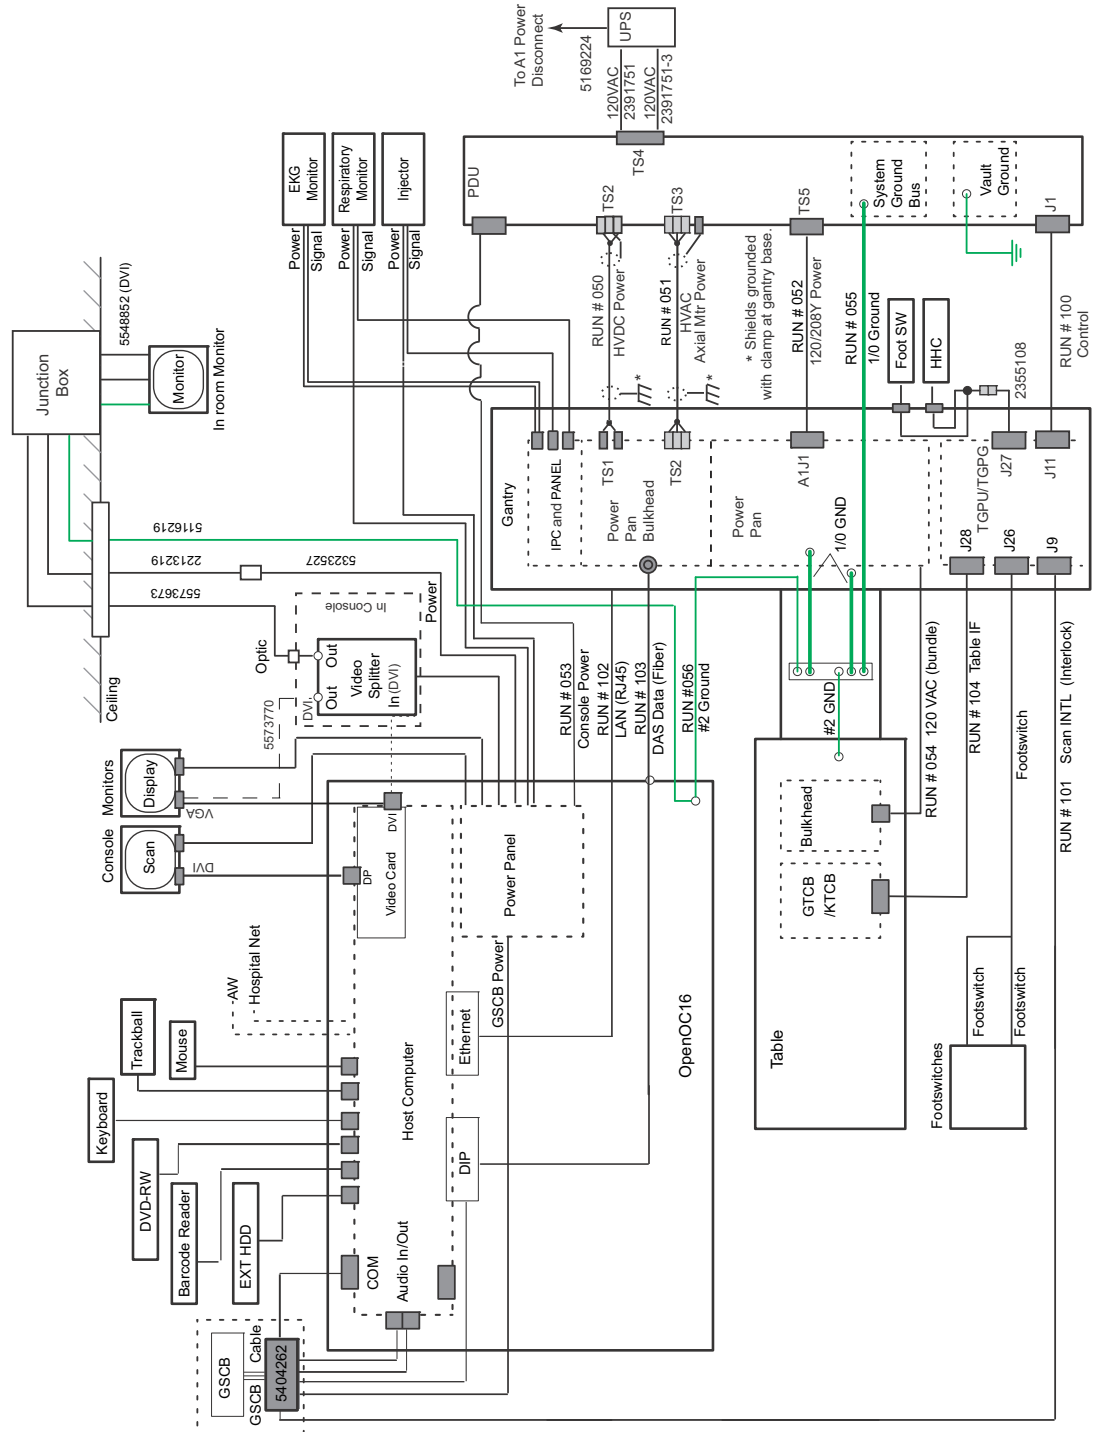 To A1 Power
Disconnect
5169224
UPS
120VAC
2391751
120VAC
2391751-3
TS4
PDU
TS2
TS3
TS5
System
Ground
Bus
Vault
Ground
J1
EKG
Monitor
Respiratory
Monitor
Injector
Power
Signal
Power
Signal
Power
Signal
RUN # 050
HVDC Power
RUN # 051
HVAC
Axial Mtr Power
* Shields grounded
with clamp at gantry base.
RUN # 052
120/208Y Power
RUN # 055
1/0 Ground
Foot SW
HHC
2355108
RUN # 100
Control
*
*
Junction
Box
5548852 (DVI)
Monitor
In room Monitor
Ceiling
5116219
2213219
5323527
5573673
Gantry
IPC and PANEL
TS1
Power
Pan
Bulkhead
TS2
Power
Pan
A1J1
1/0 GND
TGPU/TGPG
J27
J11
J28
J26
J9
In Console
Power
Optic
Out
Out
Video
Splitter
In (DVI)
DVI
5573770
RUN # 053
Console Power
RUN # 102
LAN (RJ45)
RUN # 103
DAS Data (Fiber)
RUN #056
#2 Ground
#2 GND
RUN # 054 120 VAC (bundle)
RUN # 104 Table IF
Footswitch
RUN # 101 Scan INTL (Interlock)
Console
Monitors
Display
Scan
VGA
DVI
DVI
DP
Video Card
Power Panel
GSCB Power
Bulkhead
GTCB
/KTCB
Table
Footswitch
Footswitch
Footswitches
AW
Hospital Net
Trackball
Mouse
Keyboard
DVD-RW
Barcode Reader
EXT HDD
Host Computer
Ethernet
DIP
OpenOC16
COM
Audio In/Out
GSCB
GSCB Cable
5404262